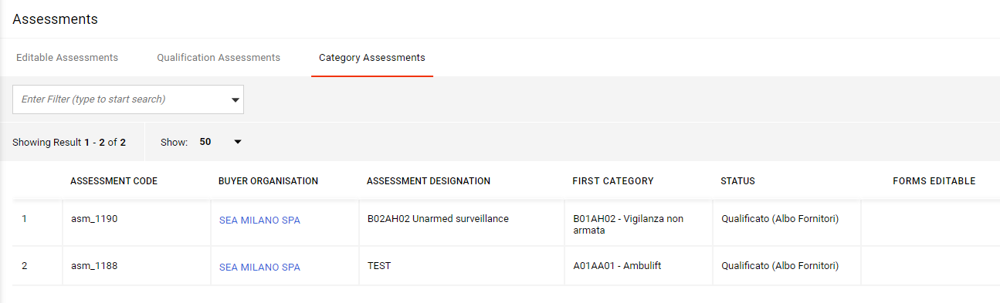 Assessments
Editable Assessments Qualification Assessments Category Assessments
Enter Filter (type to start search)
Showing Result 1 - 2 of 2 Show: 50
ASSESSMENT CODE BUYER ORGANISATION ASSESSMENT DESIGNATION FIRST CATEGORY STATUS FORMS EDITABLE
1 asm_1190 SEA MILANO SPA B02AH02 Unarmed surveillance B01AH02 - Vigilanza non Qualificato (Albo Fornitori)
armata
2 asm_1188 SEA MILANO SPA TEST A01AA01 - Ambulift Qualificato (Albo Fornitori)